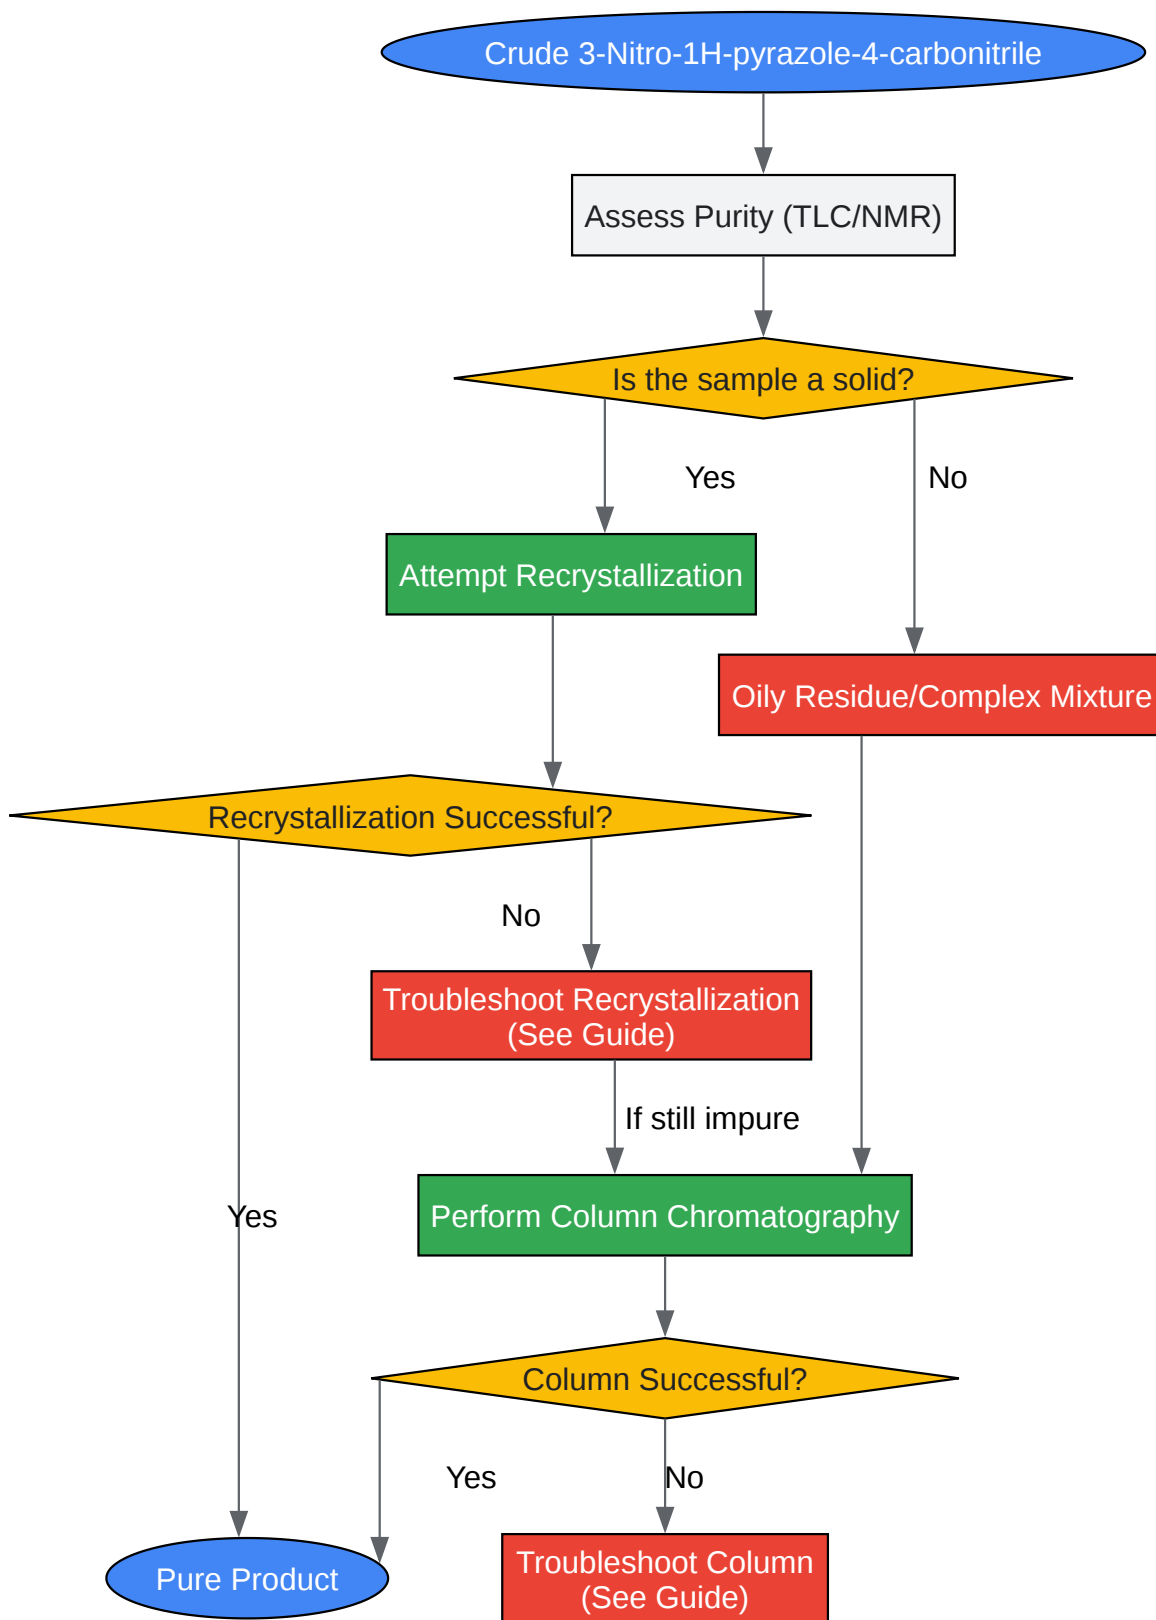 Crude 3-Nitro-1H-pyrazole-4-carbonitrile
Assess Purity (TLC/NMR)
Is the sample a solid?
Yes
No
Attempt Recrystallization
Oily Residue/Complex Mixture
Recrystallization Successful?
No
Troubleshoot Recrystallization
(See Guide)
If still impure
Yes
Perform Column Chromatography
Column Successful?
Yes
No
Pure Product
Troubleshoot Column
(See Guide)